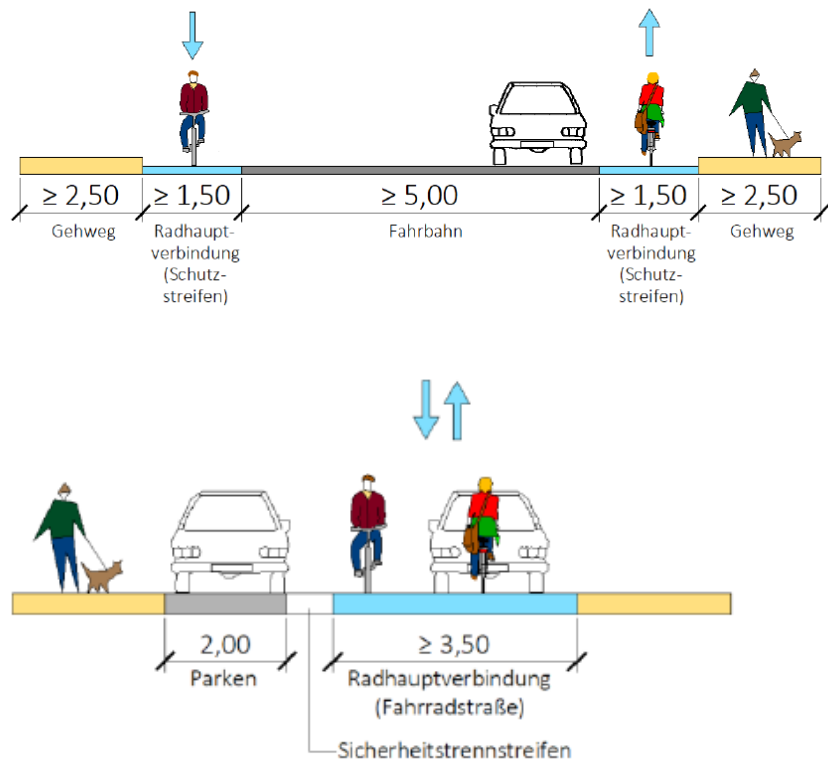 ≥ 2,50 ≥ 1,50 ≥ 5,00 ≥ 1,50 ≥ 2,50
Gehweg
Radhaupt-
verbindung
(Schutz-
streifen)
Fahrbahn
Radhaupt-
verbindung
(Schutz-
streifen)
Gehweg
2,00
Parken
≥ 3,50
Radhauptverbindung
(Fahrradstraße)
Sicherheitstrennstreifen